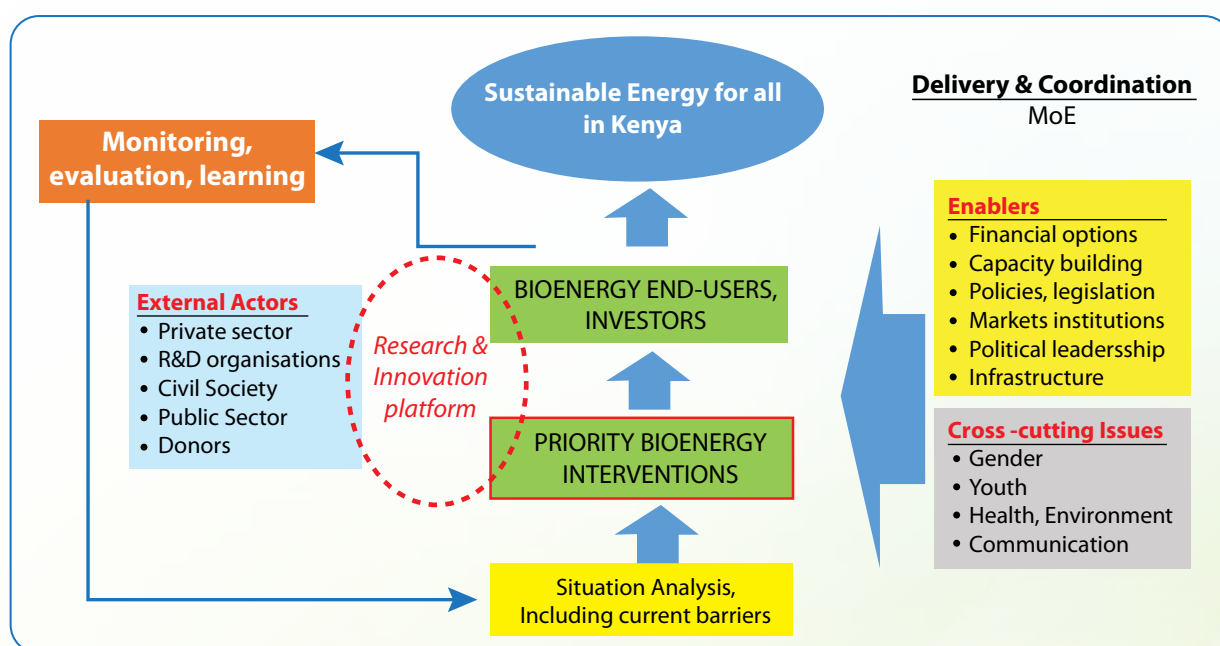 Sustainable Energy for all
in Kenya
Delivery & Coordination
MoE
Monitoring,
evaluation, learning
Enablers
• Financial options
• Capacity building
• Policies, legislation
• Markets institutions
• Political leadersship
• Infrastructure
External Actors
• Private sector
• R&D organisations
• Civil Society
• Public Sector
• Donors
Research &
Innovation
platform
BIOENERGY END-USERS,
INVESTORS
PRIORITY BIOENERGY
INTERVENTIONS
Cross -cutting Issues
• Gender
• Youth
• Health, Environment
• Communication
Situation Analysis,
Including current barriers